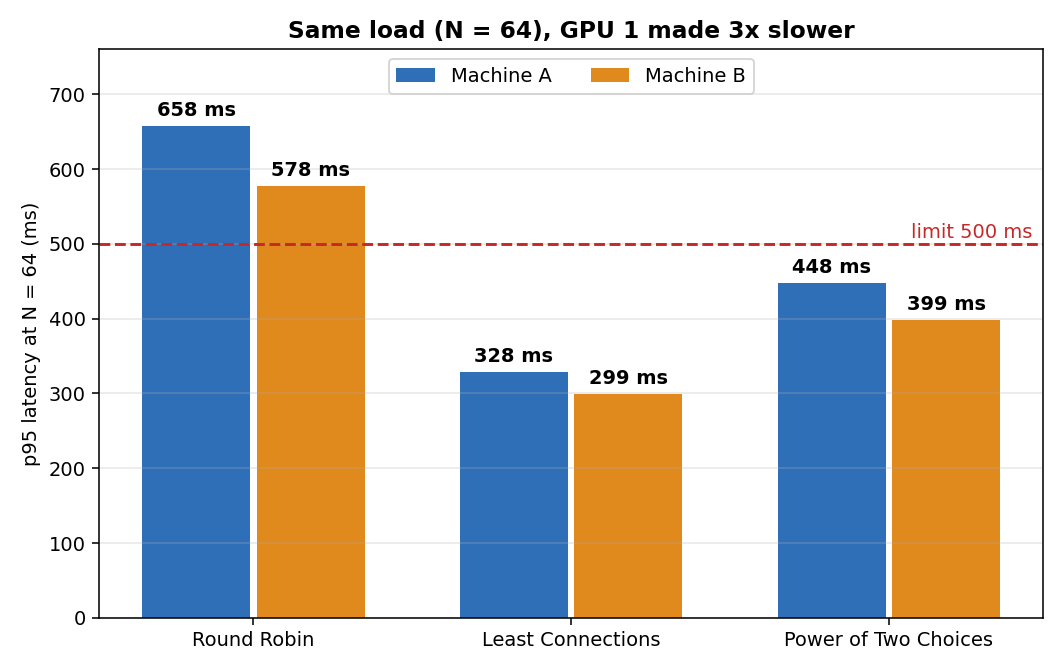 Same load (N = 64), GPU 1 made 3x slower
Machine A
Machine B
p95 latency at N = 64 (ms)
700
600
500
400
300
200
100
0
658 ms
578 ms
328 ms
299 ms
448 ms
399 ms
limit 500 ms
Round Robin
Least Connections
Power of Two Choices